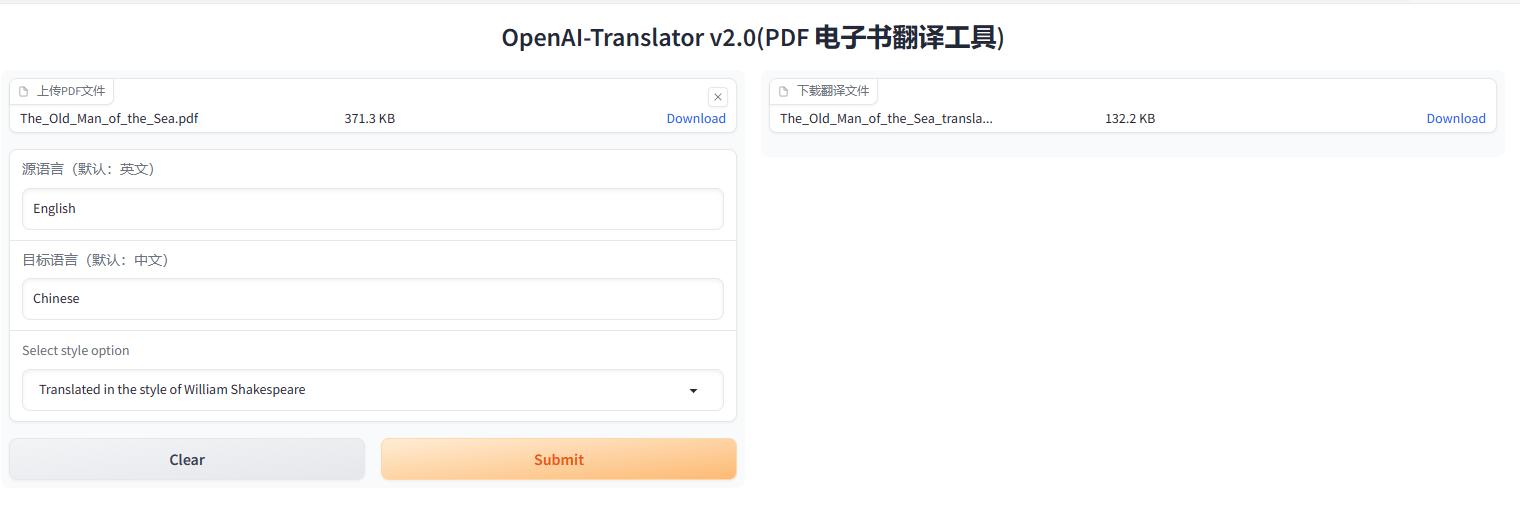 OpenAI-Translator v2.0(PDF 电子书翻译工具)
上传PDF文件
The_Old_Man_of_the_Sea.pdf 371.3 KB Download
源语言（默认：英文）
English
目标语言（默认：中文）
Chinese
Select style option
Translated in the style of William Shakespeare
Clear Submit
下载翻译文件
The_Old_Man_of_the_Sea_transla... 132.2 KB Download